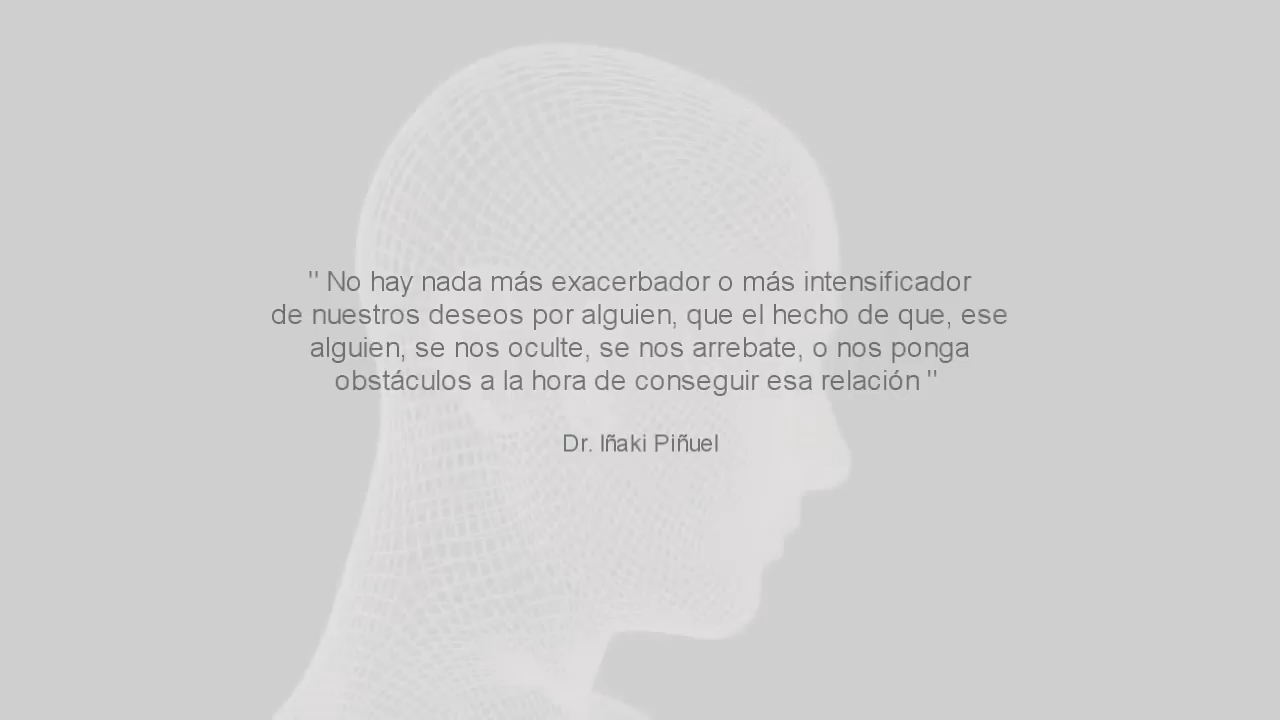 " No hay nada más exacerbador o más intensificador
de nuestros deseos por alguien, que el hecho de que, ese
alguien, se nos oculte, se nos arrebate, o nos ponga
obstáculos a la hora de conseguir esa relación "
Dr. Iñaki Piñuel